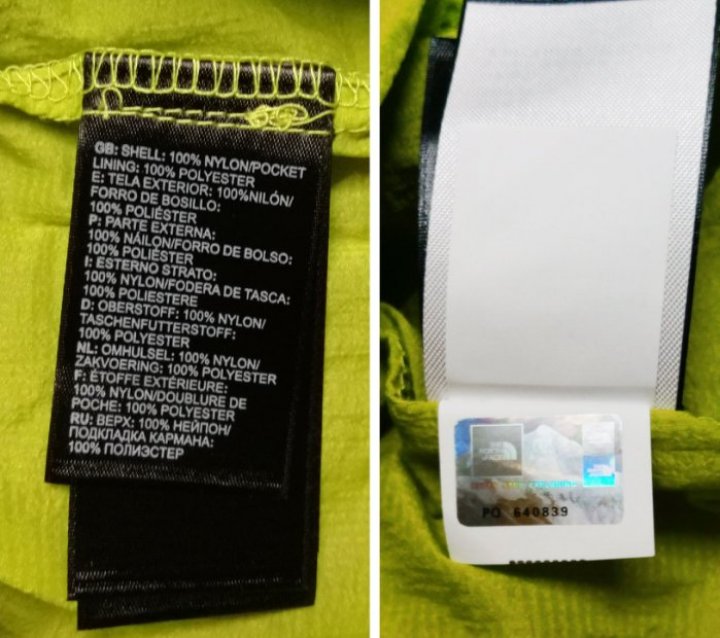 GB: SHELL: 100% NYLON/POCKET
LINING: 100% POLYESTER
E: TELA EXTERIOR: 100%NILÓN/
FORRO DE BOSILLO:
100% POLIÉSTER
P: PARTE EXTERNA:
100% NÁILON/FORRO DE BOLSO:
100% POLIÉSTER
I: ESTERNO STRATO:
100% NYLON/FODERA DE TASCA:
100% POLIESTERE
D: OBERSTOFF: 100% NYLON/
TASCHENFUTTERSTOFF:
100% POLYESTER
NL: OMHULSEL: 100% NYLON/
ZAKVOERING: 100% POLYESTER
F: ÉTOFFE EXTÉRIEURE:
100% NYLON/DOUBLURE DE
POCHE: 100% POLYESTER
RU: ВЕРХ: 100% НЕЙЛОН/
ПОДКЛАДКА КАРМАНА:
100% ПОЛИЭСТЕР
PO 640839